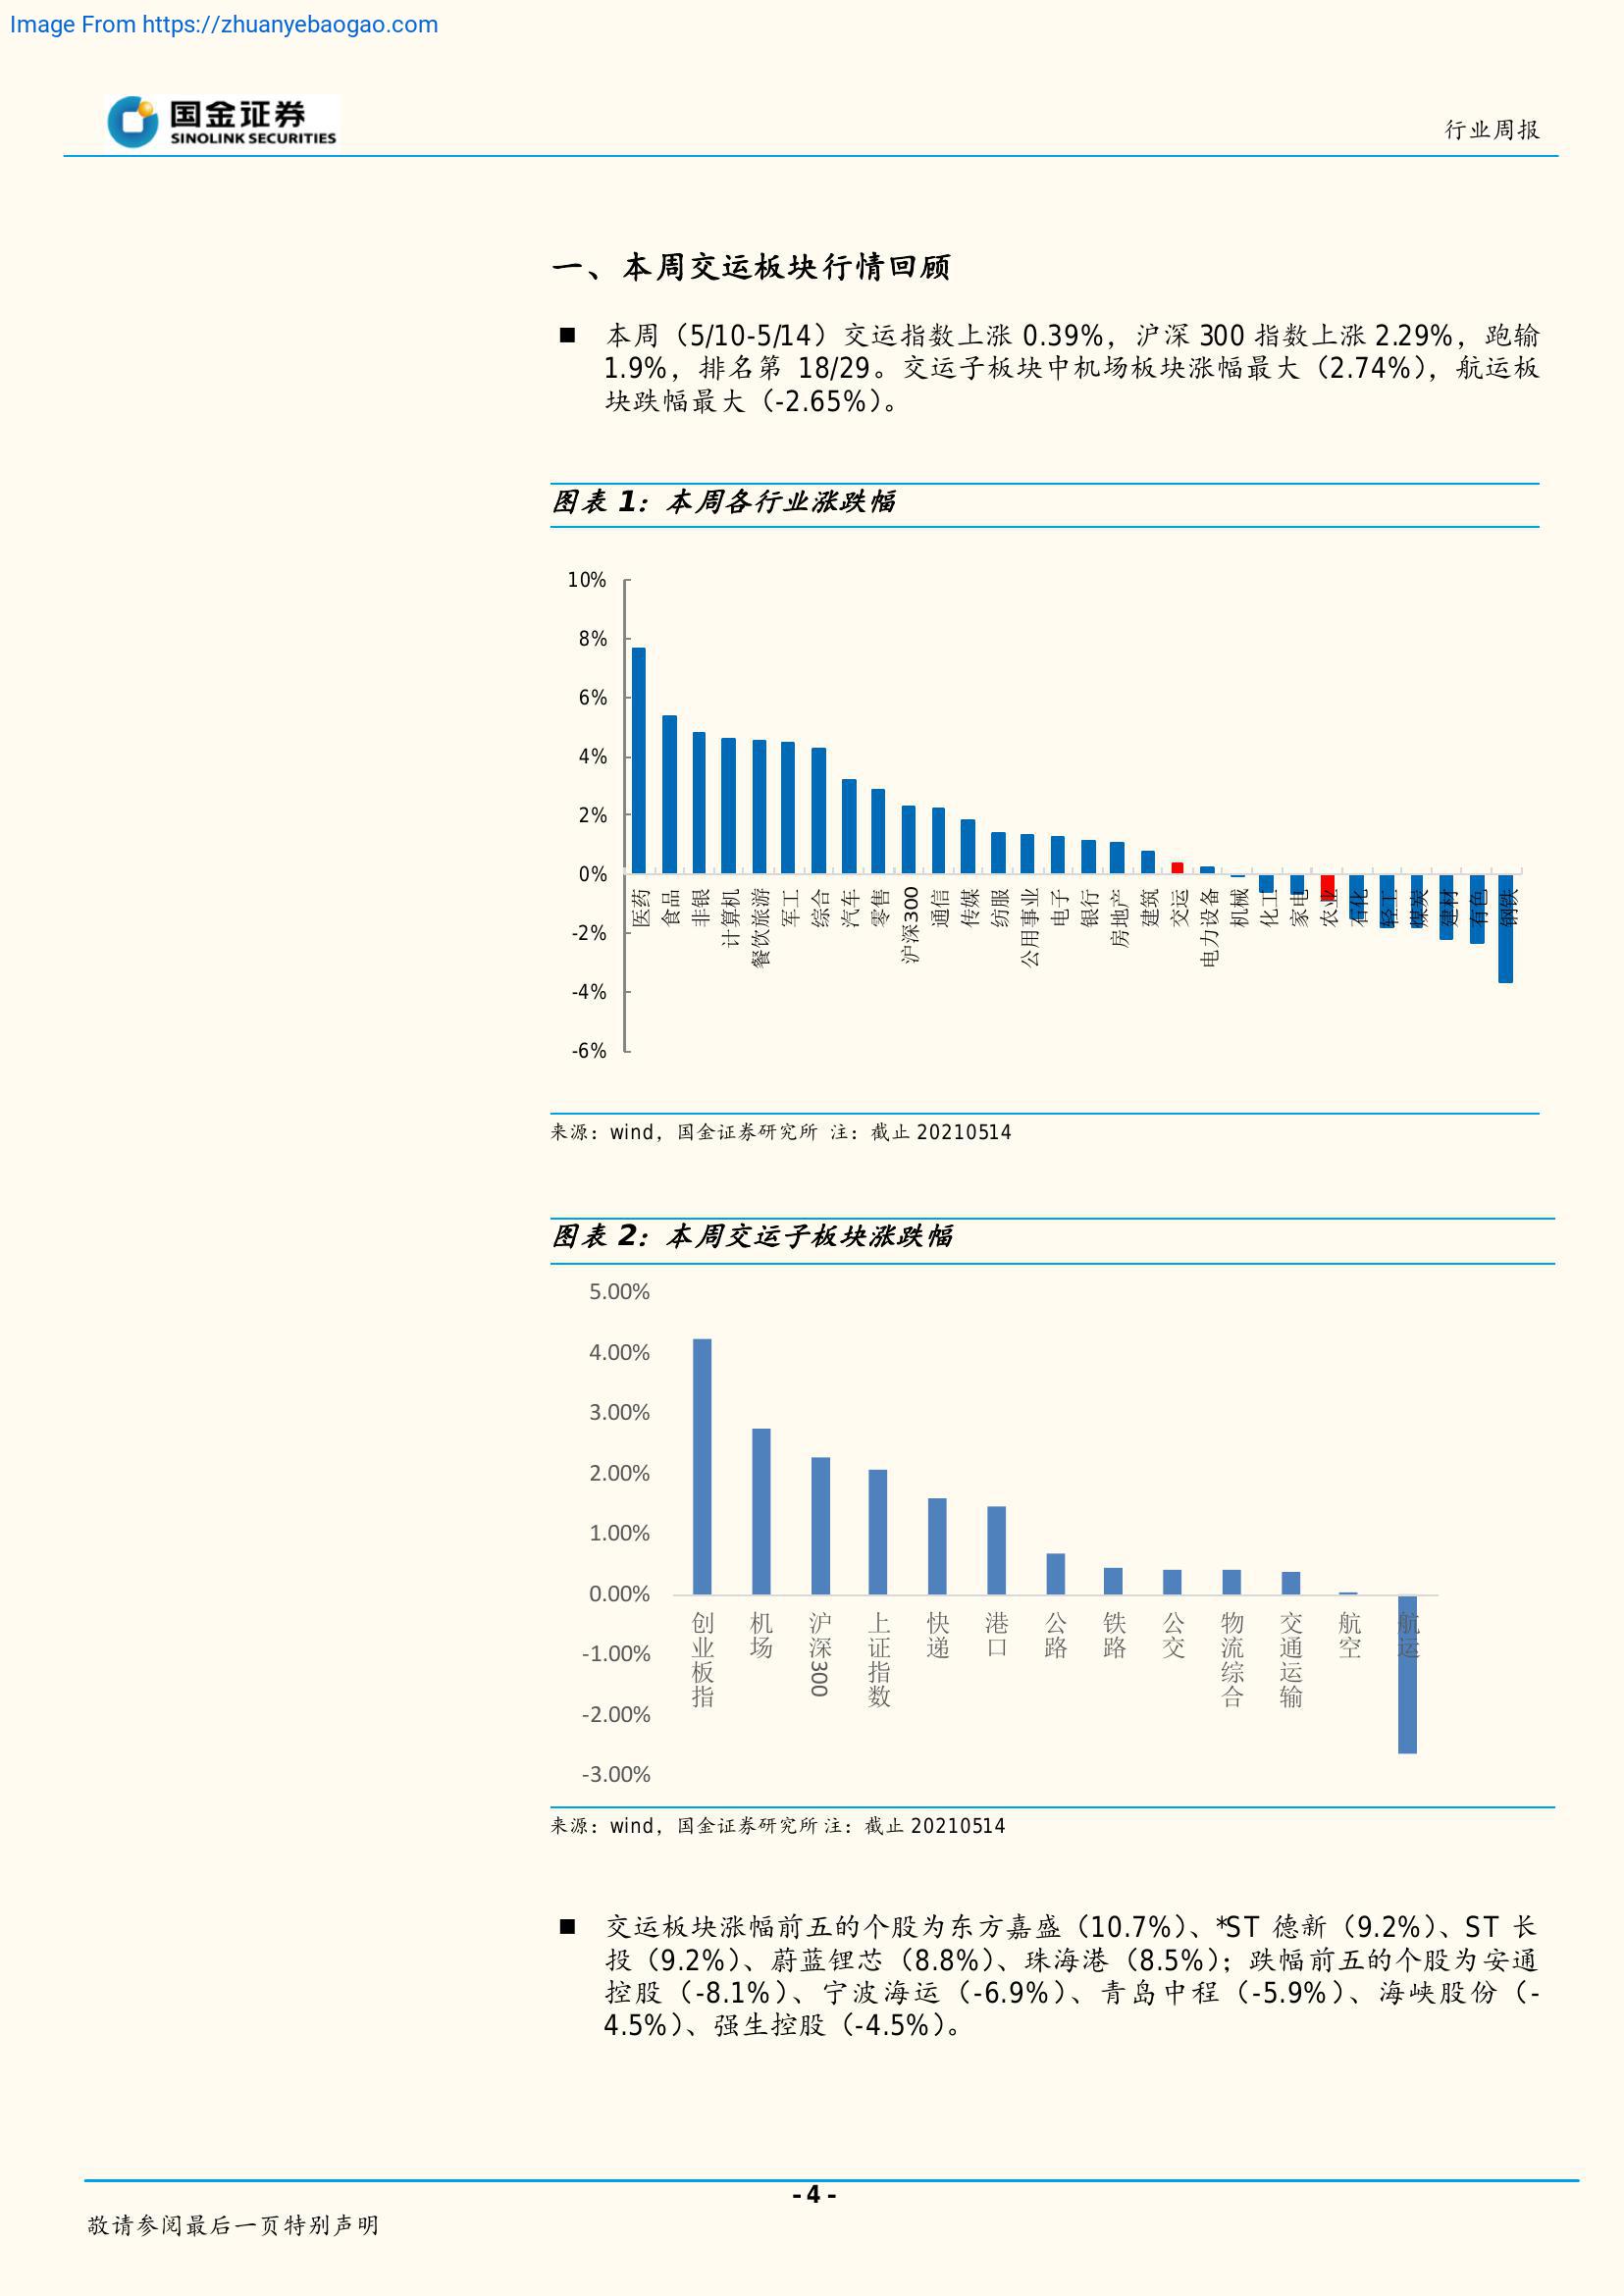 Image From https://zhuanyebaogao.com
国金证券
SINOLINK SECURITIES
行业周报
一、本周交运板块行情回顾
■ 本周（5/10-5/14）交运指数上涨 0.39%，沪深 300 指数上涨 2.29%，跑输
1.9%，排名第 18/29。交运子板块中机场板块涨幅最大（2.74%），航运板
块跌幅最大（-2.65%）。
图表 1：本周各行业涨跌幅
10%
8%
6%
4%
2%
0%
-2%
-4%
-6%
医药
食品
非银
计算机
餐饮旅游
军工
综合
汽车
零售
沪深300
通信
传媒
纺服
公用事业
电子
银行
房地产
建筑
交运
电力设备
机械
化工
家电
农业
石化
轻工
煤炭
建材
有色
钢铁
来源：wind，国金证券研究所 注：截止 20210514
图表 2：本周交运子板块涨跌幅
5.00%
4.00%
3.00%
2.00%
1.00%
0.00%
-1.00%
-2.00%
-3.00%
创业板指
机场
沪深300
上证指数
快递
港口
公路
铁路
公交
物流综合
交通运输
航空
航运
来源：wind，国金证券研究所 注：截止 20210514
■ 交运板块涨幅前五的个股为东方嘉盛（10.7%）、*ST 德新（9.2%）、ST 长
投（9.2%）、蔚蓝锂芯（8.8%）、珠海港（8.5%）；跌幅前五的个股为安通
控股（-8.1%）、宁波海运（-6.9%）、青岛中程（-5.9%）、海峡股份（-
4.5%）、强生控股（-4.5%）。
- 4 -
敬请参阅最后一页特别声明